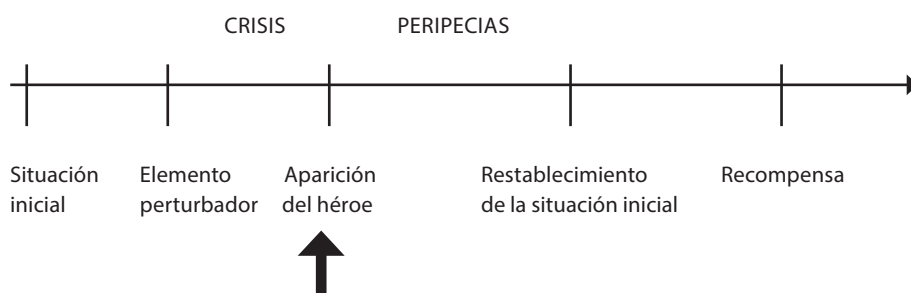 CRISIS PERIPECIAS
Situación inicial
Elemento perturbador
Aparición del héroe
Restablecimiento de la situación inicial
Recompensa